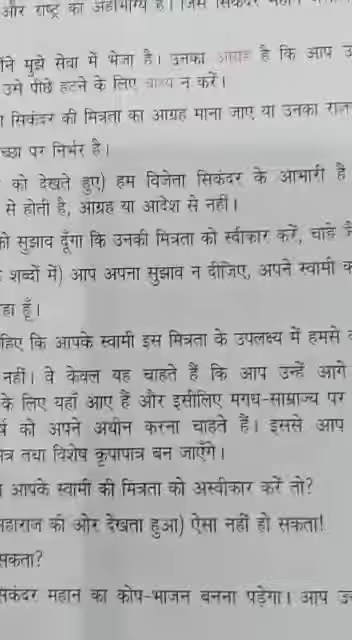 और राष्ट्र का अहोभाग्य है। जिस सिकंदर महान
ने मुझे सेवा में भेजा है। उनका आग्रह है कि आप
उसे पीछे हटने के लिए बाध्य न करें।
सिकंदर की मित्रता का आग्रह माना जाए या उनका
पर निर्भर है।
को देखते हुए) हम विजेता सिकंदर के आभारी है
से होती है, आग्रह या आदेश से नहीं।
सुझाव दूँगा कि उनकी मित्रता को स्वीकार करें, चाहे
शब्दों में) आप अपना सुझाव न दीजिए, अपने स्वामी
हूँ।
कि आपके स्वामी इस मित्रता के उपलक्ष्य में हमसे
नहीं। वे केवल यह चाहते हैं कि आप उन्हें आगे
के लिए यहाँ आए हैं और इसीलिए मगध-साम्राज्य पर
को अपने अधीन करना चाहते हैं। इससे आप
तथा विशेष कृपापात्र बन जाएँगे।
आपके स्वामी की मित्रता को अस्वीकार करें तो?
की ओर देखता हुआ) ऐसा नहीं हो सकता!
सकता?
सिकंदर महान का कोप-भाजन बनना पड़ेगा। आप